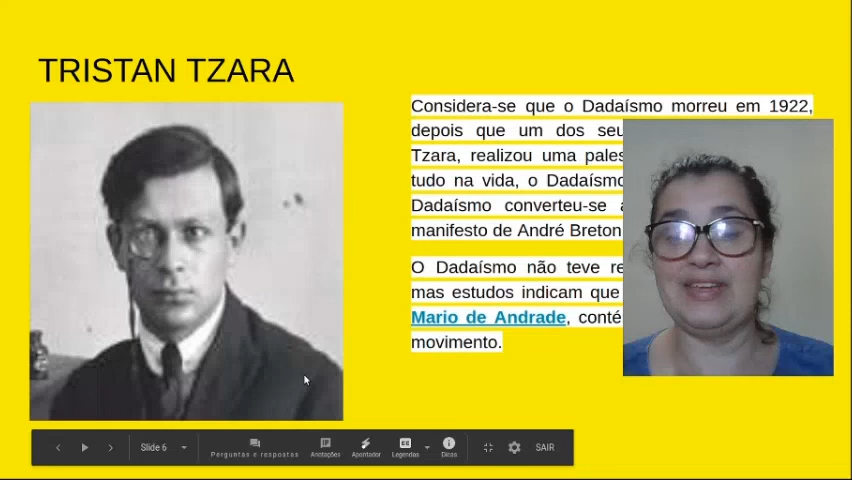 TRISTAN TZARA
Considera-se que o Dadaísmo morreu em 1922,
depois que um dos seu
Tzara, realizou uma pales
tudo na vida, o Dadaísmo
Dadaísmo converteu-se a
manifesto de André Breton
O Dadaísmo não teve re
mas estudos indicam que
Mario de Andrade, conté
movimento.
Slide 6
Perguntas e respostas
Anotações
Apontador
Legendas
Dicas
SAIR